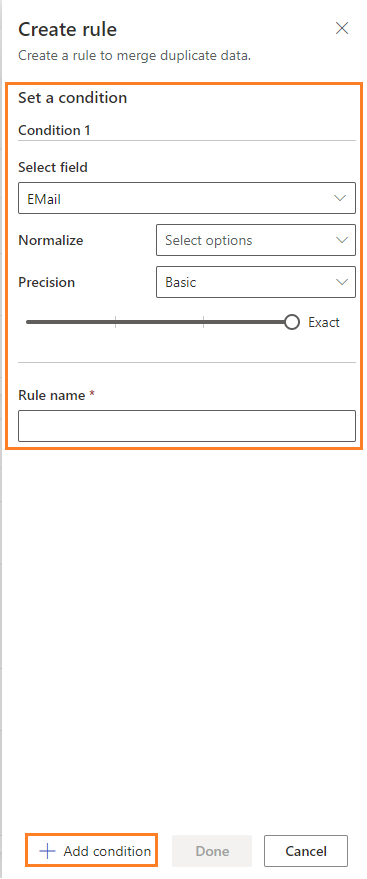 Create rule
Create a rule to merge duplicate data.
Set a condition
Condition 1
Select field
EMail
Normalize Select options
Precision Basic
Exact
Rule name *
Add condition Done Cancel